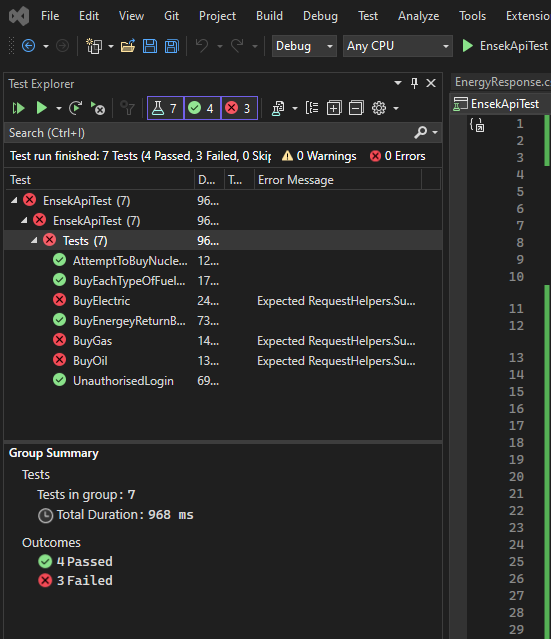 File Edit View Git Project Build Debug Test Analyze Tools Extensio
Debug Any CPU EnsekApiTest
Test Explorer
7 4 3
Search (Ctrl+I)
Test run finished: 7 Tests (4 Passed, 3 Failed, 0 Skip 0 Warnings 0 Errors
Test D... T... Error Message
EnsekApiTest (7) 96...
EnsekApiTest (7) 96...
Tests (7) 96...
AttemptToBuyNucle... 12...
BuyEachTypeOfFuel... 17...
BuyElectric 24... Expected RequestHelpers.Su...
BuyEnergeyReturnB... 73...
BuyGas 14... Expected RequestHelpers.Su...
BuyOil 13... Expected RequestHelpers.Su...
UnauthorisedLogin 69...
Group Summary
Tests
Tests in group: 7
Total Duration: 968 ms
Outcomes
4 Passed
3 Failed
EnergyResponse.c
EnsekApiTest
1
2
3
4
5
6
7
8
9
10
11
12
13
14
15
16
17
18
19
20
21
22
23
24
25
26
27
28
29